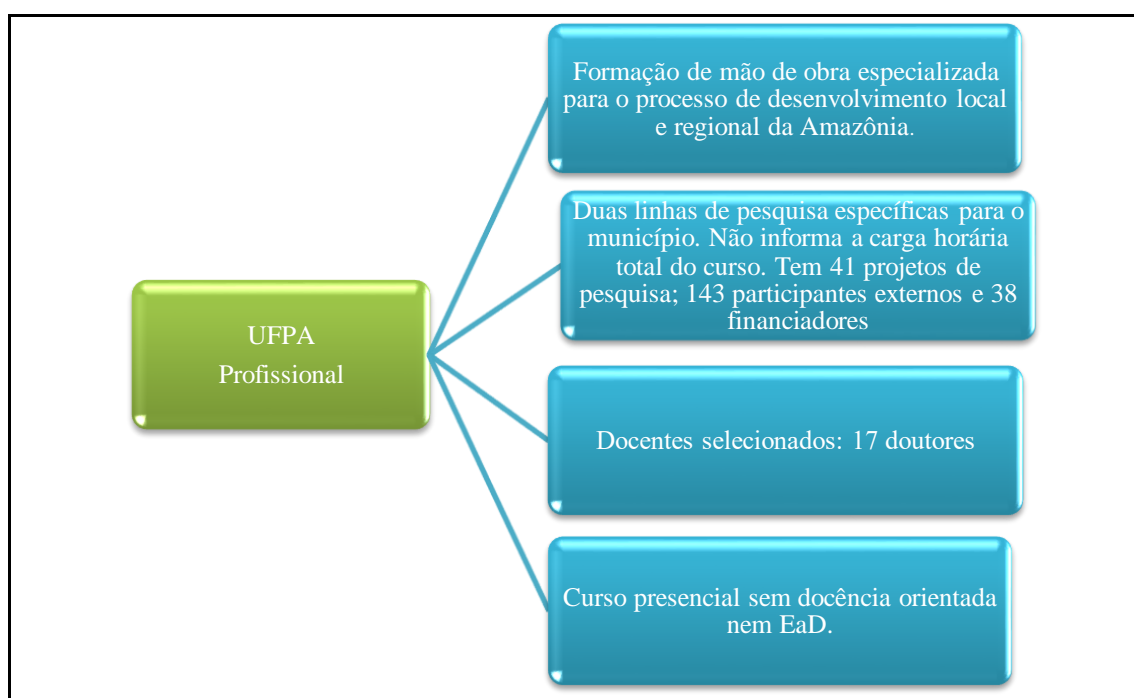 UFPA
Profissional
Formação de mão de obra especializada
para o processo de desenvolvimento local
e regional da Amazônia.
Duas linhas de pesquisa específicas para o
município. Não informa a carga horária
total do curso. Tem 41 projetos de
pesquisa; 143 participantes externos e 38
financiadores
Docentes selecionados: 17 doutores
Curso presencial sem docência orientada
nem EaD.